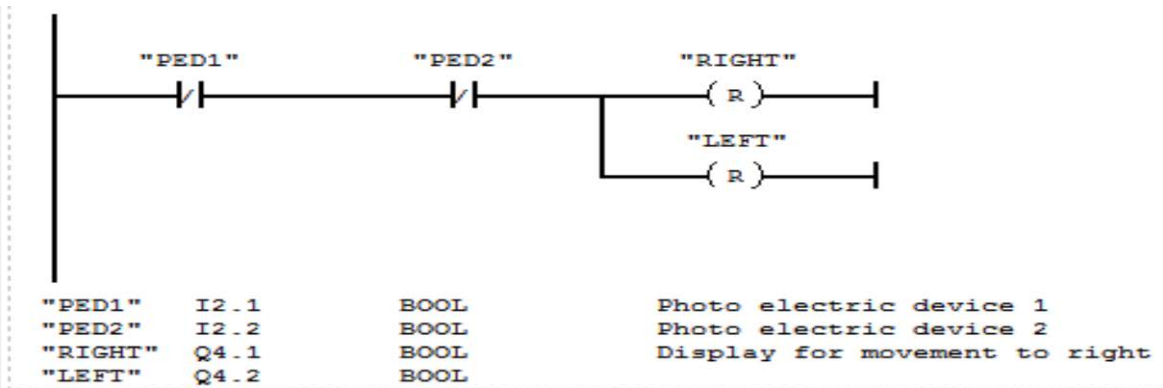 "PED1" "PED2" "RIGHT"
R
"LEFT"
R
"PED1" I2.1 BOOL Photo electric device 1
"PED2" I2.2 BOOL Photo electric device 2
"RIGHT" Q4.1 BOOL Display for movement to right
"LEFT" Q4.2 BOOL